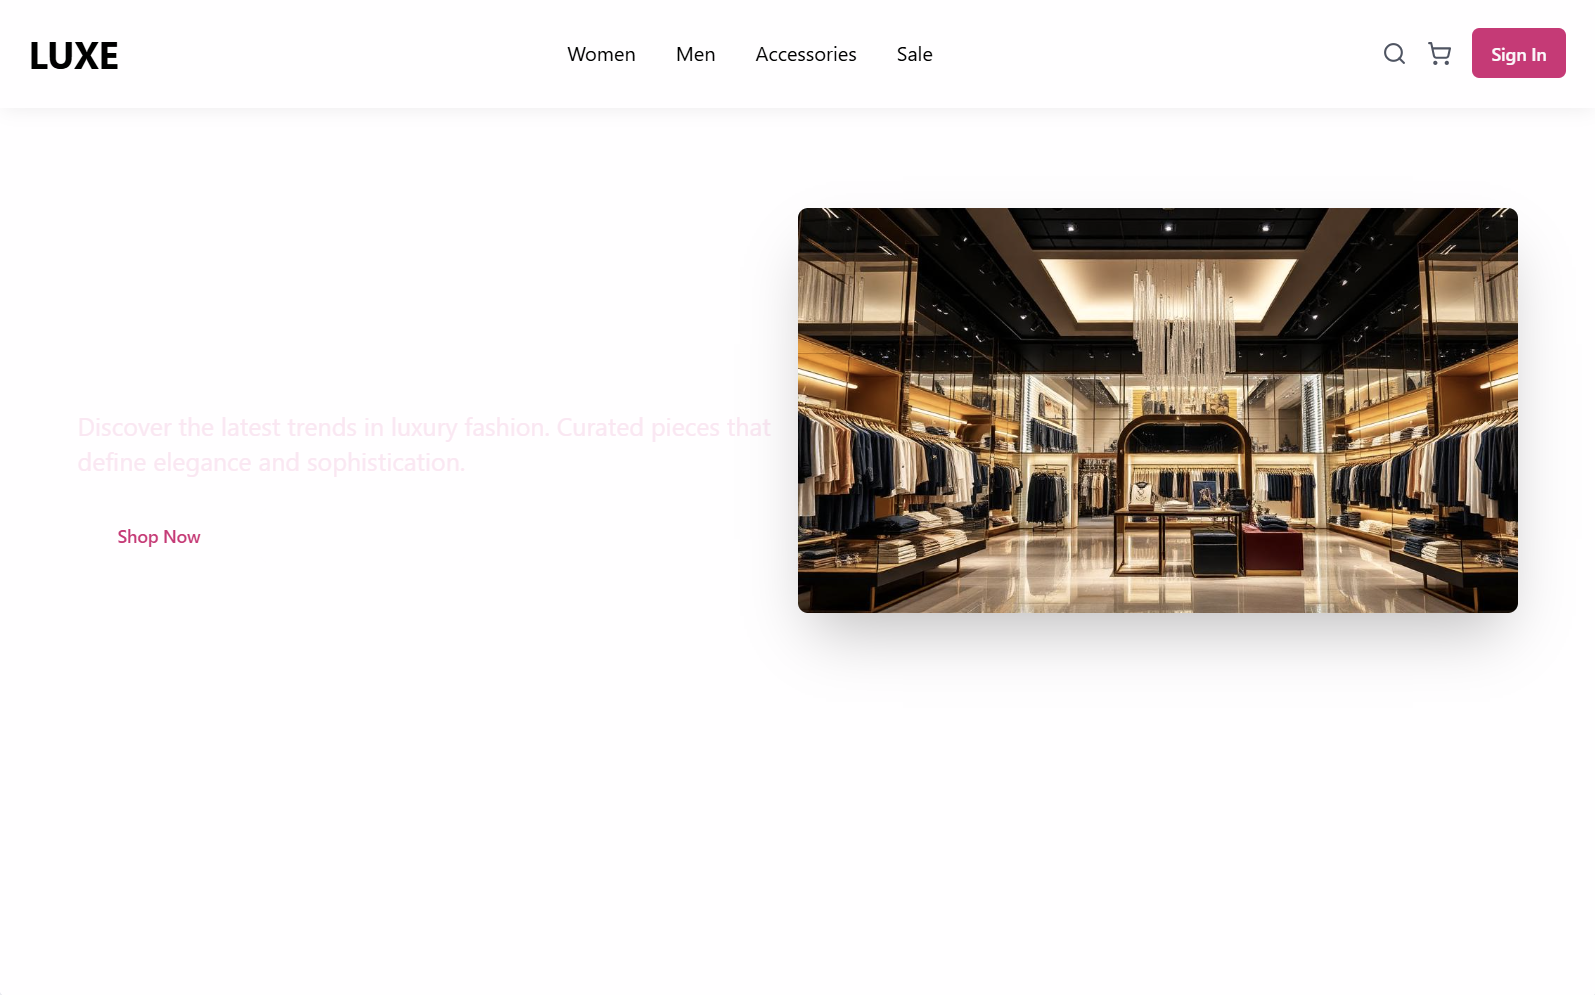 LUXE
Women Men Accessories Sale
Sign In
Discover the latest trends in luxury fashion. Curated pieces that
define elegance and sophistication.
Shop Now